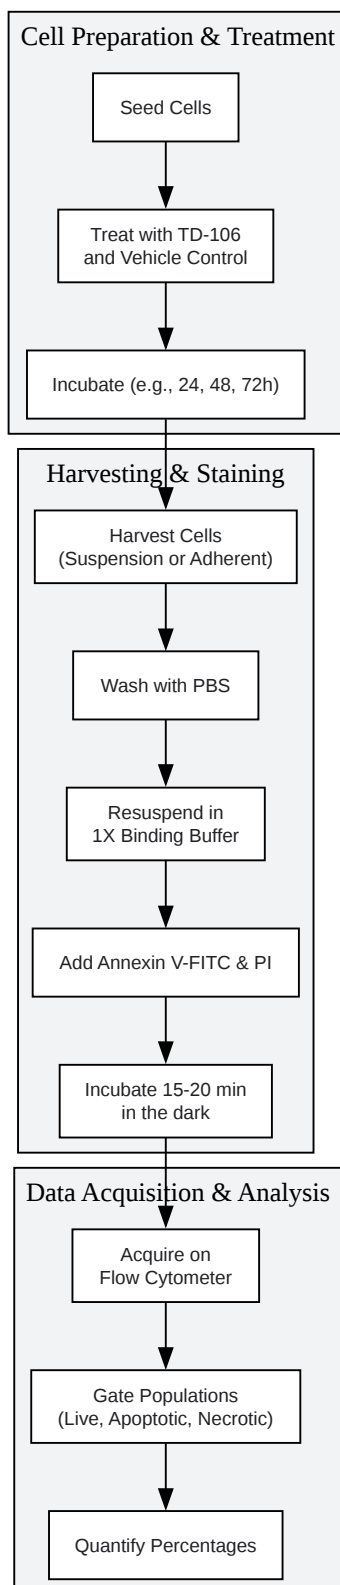 Cell Preparation & Treatment
Seed Cells
Treat with TD-106
and Vehicle Control
Incubate (e.g., 24, 48, 72h)
Harvesting & Staining
Harvest Cells
(Suspension or Adherent)
Wash with PBS
Resuspend in
1X Binding Buffer
Add Annexin V-FITC & PI
Incubate 15-20 min
in the dark
Data Acquisition & Analysis
Acquire on
Flow Cytometer
Gate Populations
(Live, Apoptotic, Necrotic)
Quantify Percentages